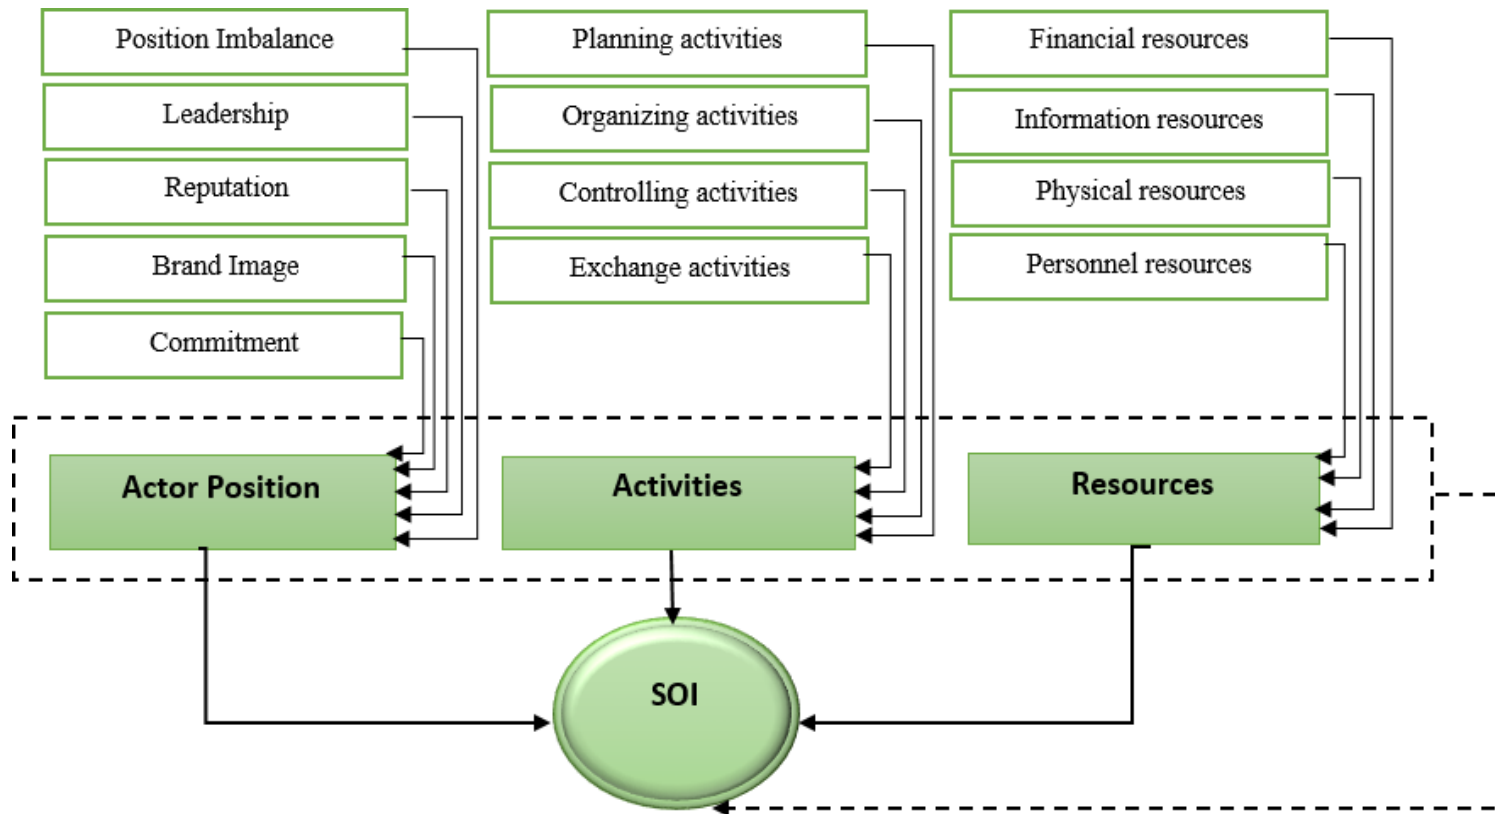 Position Imbalance
Leadership
Reputation
Brand Image
Commitment
Planning activities
Organizing activities
Controlling activities
Exchange activities
Financial resources
Information resources
Physical resources
Personnel resources
Actor Position
Activities
Resources
SOI